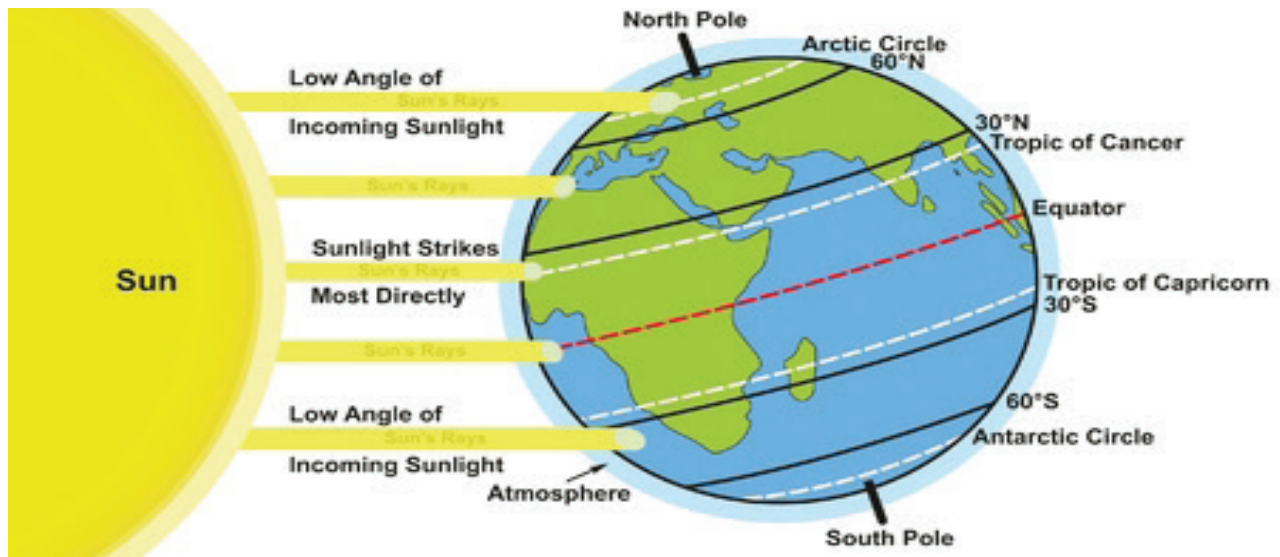 North Pole
Arctic Circle
60°N
Low Angle of
Sun's Rays
Incoming Sunlight
30°N
Tropic of Cancer
Sun's Rays
Equator
Sunlight Strikes
Sun's Rays
Most Directly
Sun
Tropic of Capricorn
30°S
Sun's Rays
60°S
Low Angle of
Sun's Rays
Incoming Sunlight
Antarctic Circle
Atmosphere
South Pole